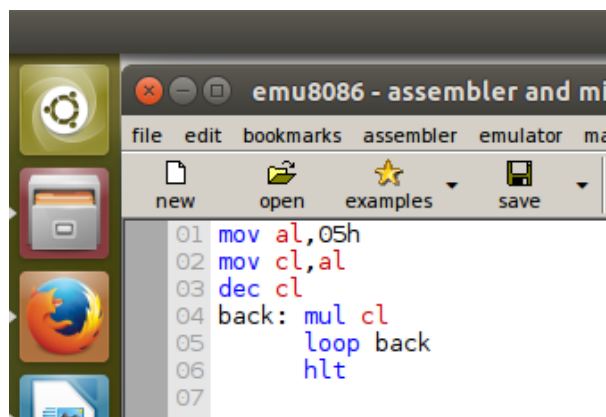 emu8086 - assembler and mi
file edit bookmarks assembler emulator ma
new open examples save
01 mov al,05h
02 mov cl,al
03 dec cl
04 back: mul cl
05 loop back
06 hlt
07